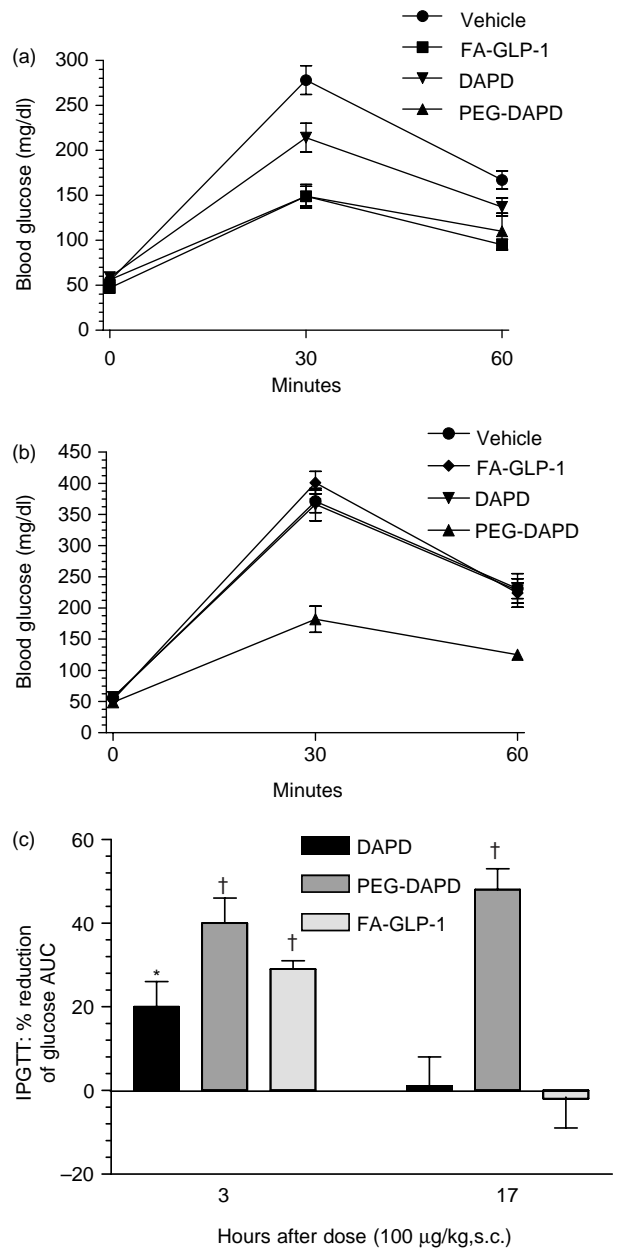 (a)
Vehicle
FA-GLP-1
DAPD
PEG-DAPD
Blood glucose (mg/dl)
300
250
200
150
100
50
0
0 30 60
Minutes
(b)
Vehicle
FA-GLP-1
DAPD
PEG-DAPD
Blood glucose (mg/dl)
450
400
350
300
250
200
150
100
50
0
0 30 60
Minutes
(c)
DAPD
PEG-DAPD
FA-GLP-1
IPGTT: % reduction
of glucose AUC
60
40
20
0
–20
* † † †
3 17
Hours after dose (100 μg/kg,s.c.)